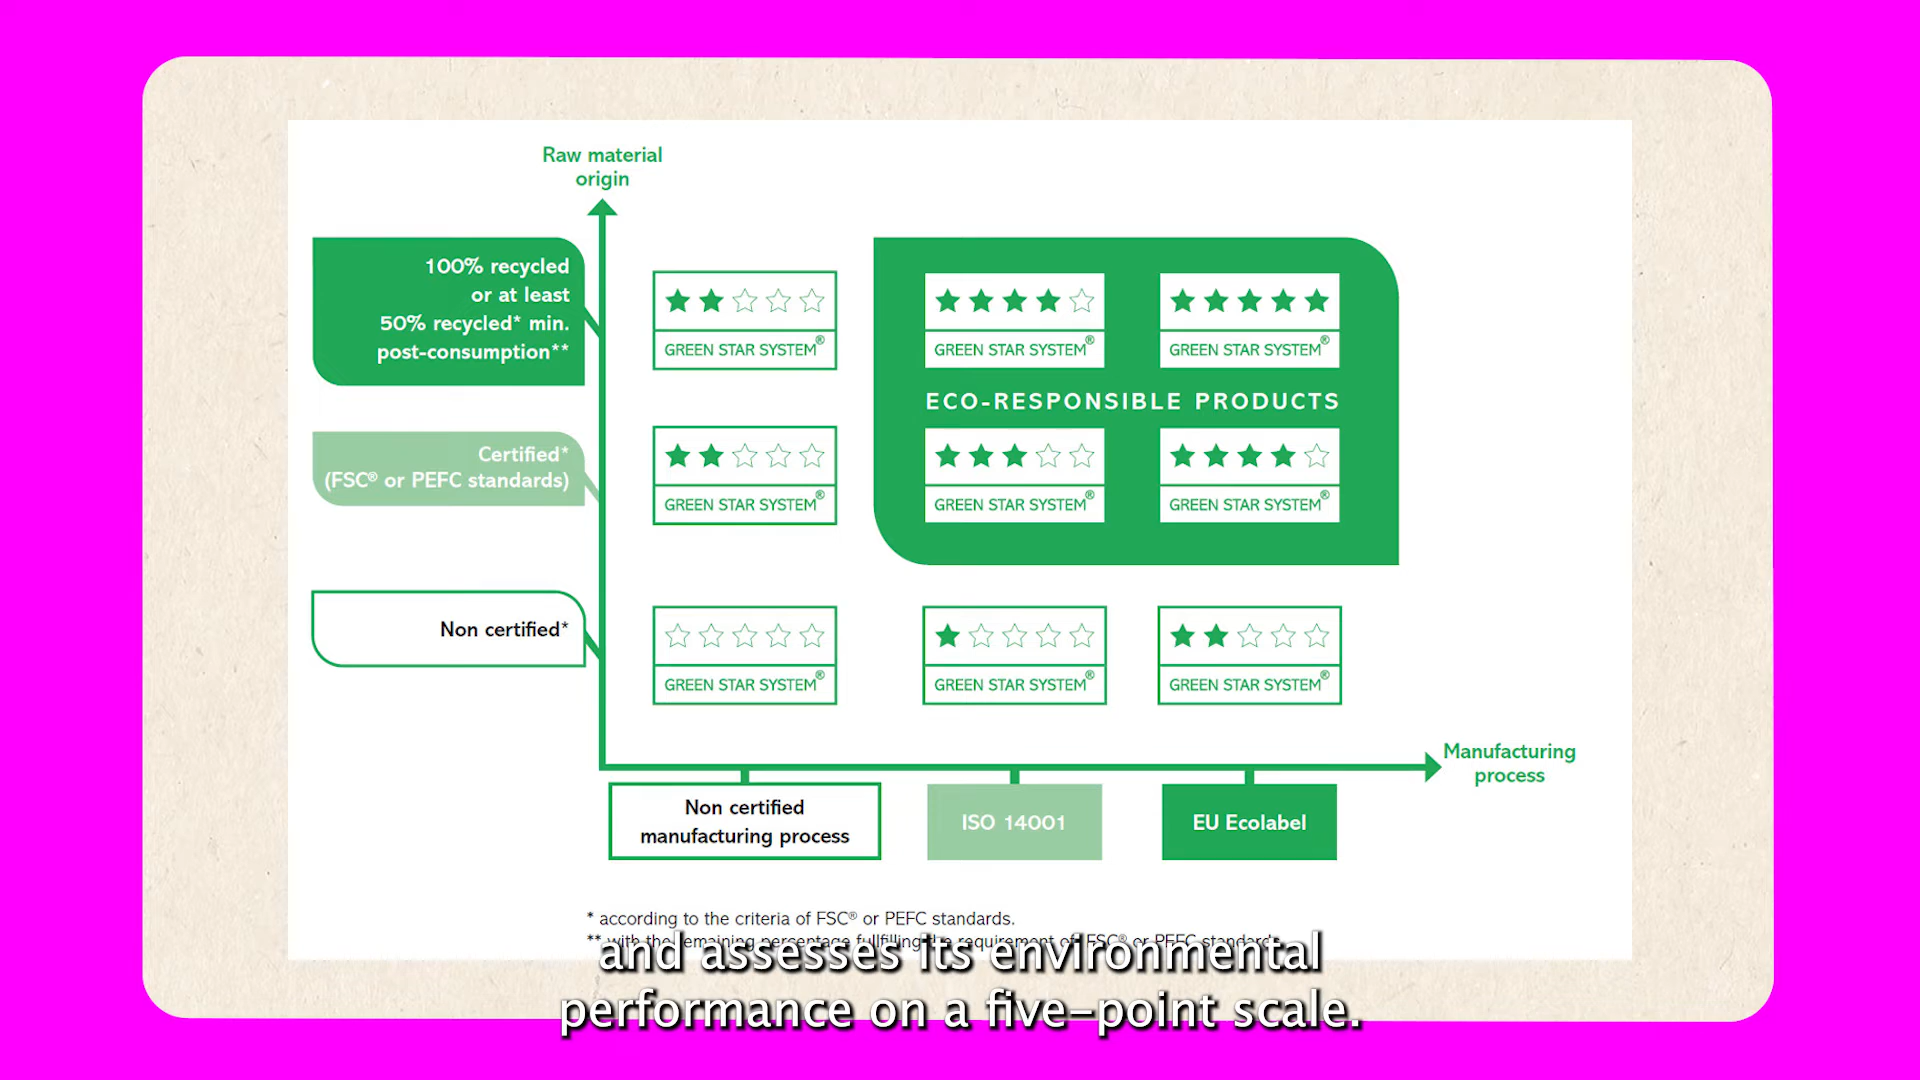 Raw material
origin
100% recycled
or at least
50% recycled* min.
post-consumption**
GREEN STAR SYSTEM®
GREEN STAR SYSTEM®
GREEN STAR SYSTEM®
ECO-RESPONSIBLE PRODUCTS
Certified*
(FSC® or PEFC standards)
GREEN STAR SYSTEM®
GREEN STAR SYSTEM®
GREEN STAR SYSTEM®
Non certified*
GREEN STAR SYSTEM®
GREEN STAR SYSTEM®
GREEN STAR SYSTEM®
Manufacturing
process
Non certified
manufacturing process
ISO 14001
EU Ecolabel
* according to the criteria of FSC® or PEFC standards.
** with the remaining percentage fullfilling the requirement of FSC® or PEFC standards
and assesses its environmental
performance on a five-point scale.